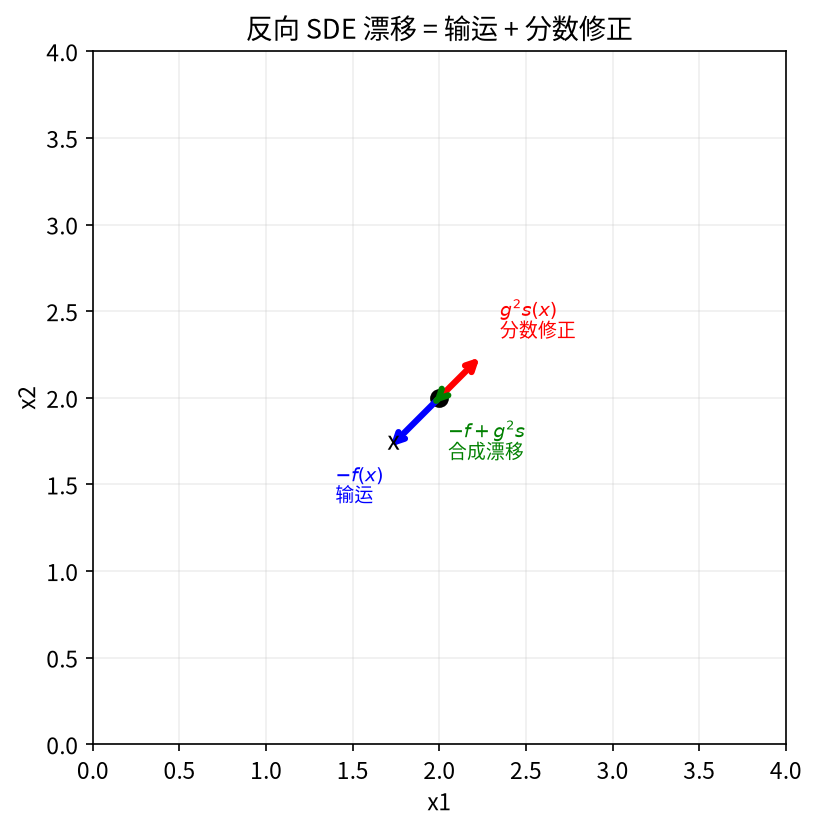 反向 SDE 漂移 = 输运 + 分数修正
4.0
3.5
3.0
2.5
2.0
1.5
1.0
0.5
0.0
x2
g²s(x)
分数修正
−f + g²s
合成漂移
x
−f(x)
输运
0.0 0.5 1.0 1.5 2.0 2.5 3.0 3.5 4.0
x1